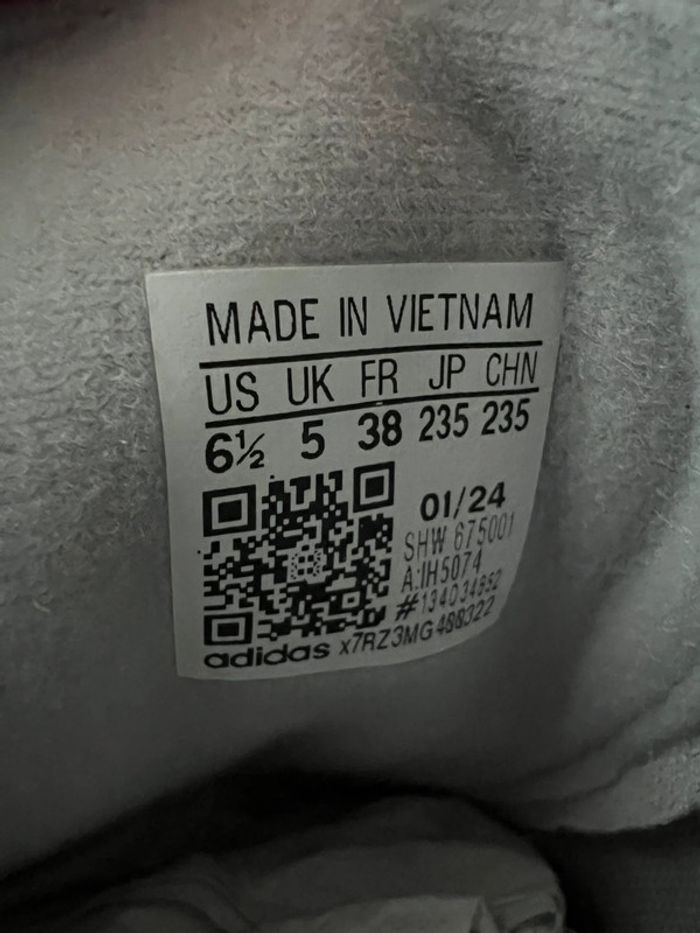 MADE IN VIETNAM
US UK FR JP CHN
6½ 5 38 235 235
01/24
SHW 675001
A:IH5074
#134034852
adidas x7RZ3MG488322